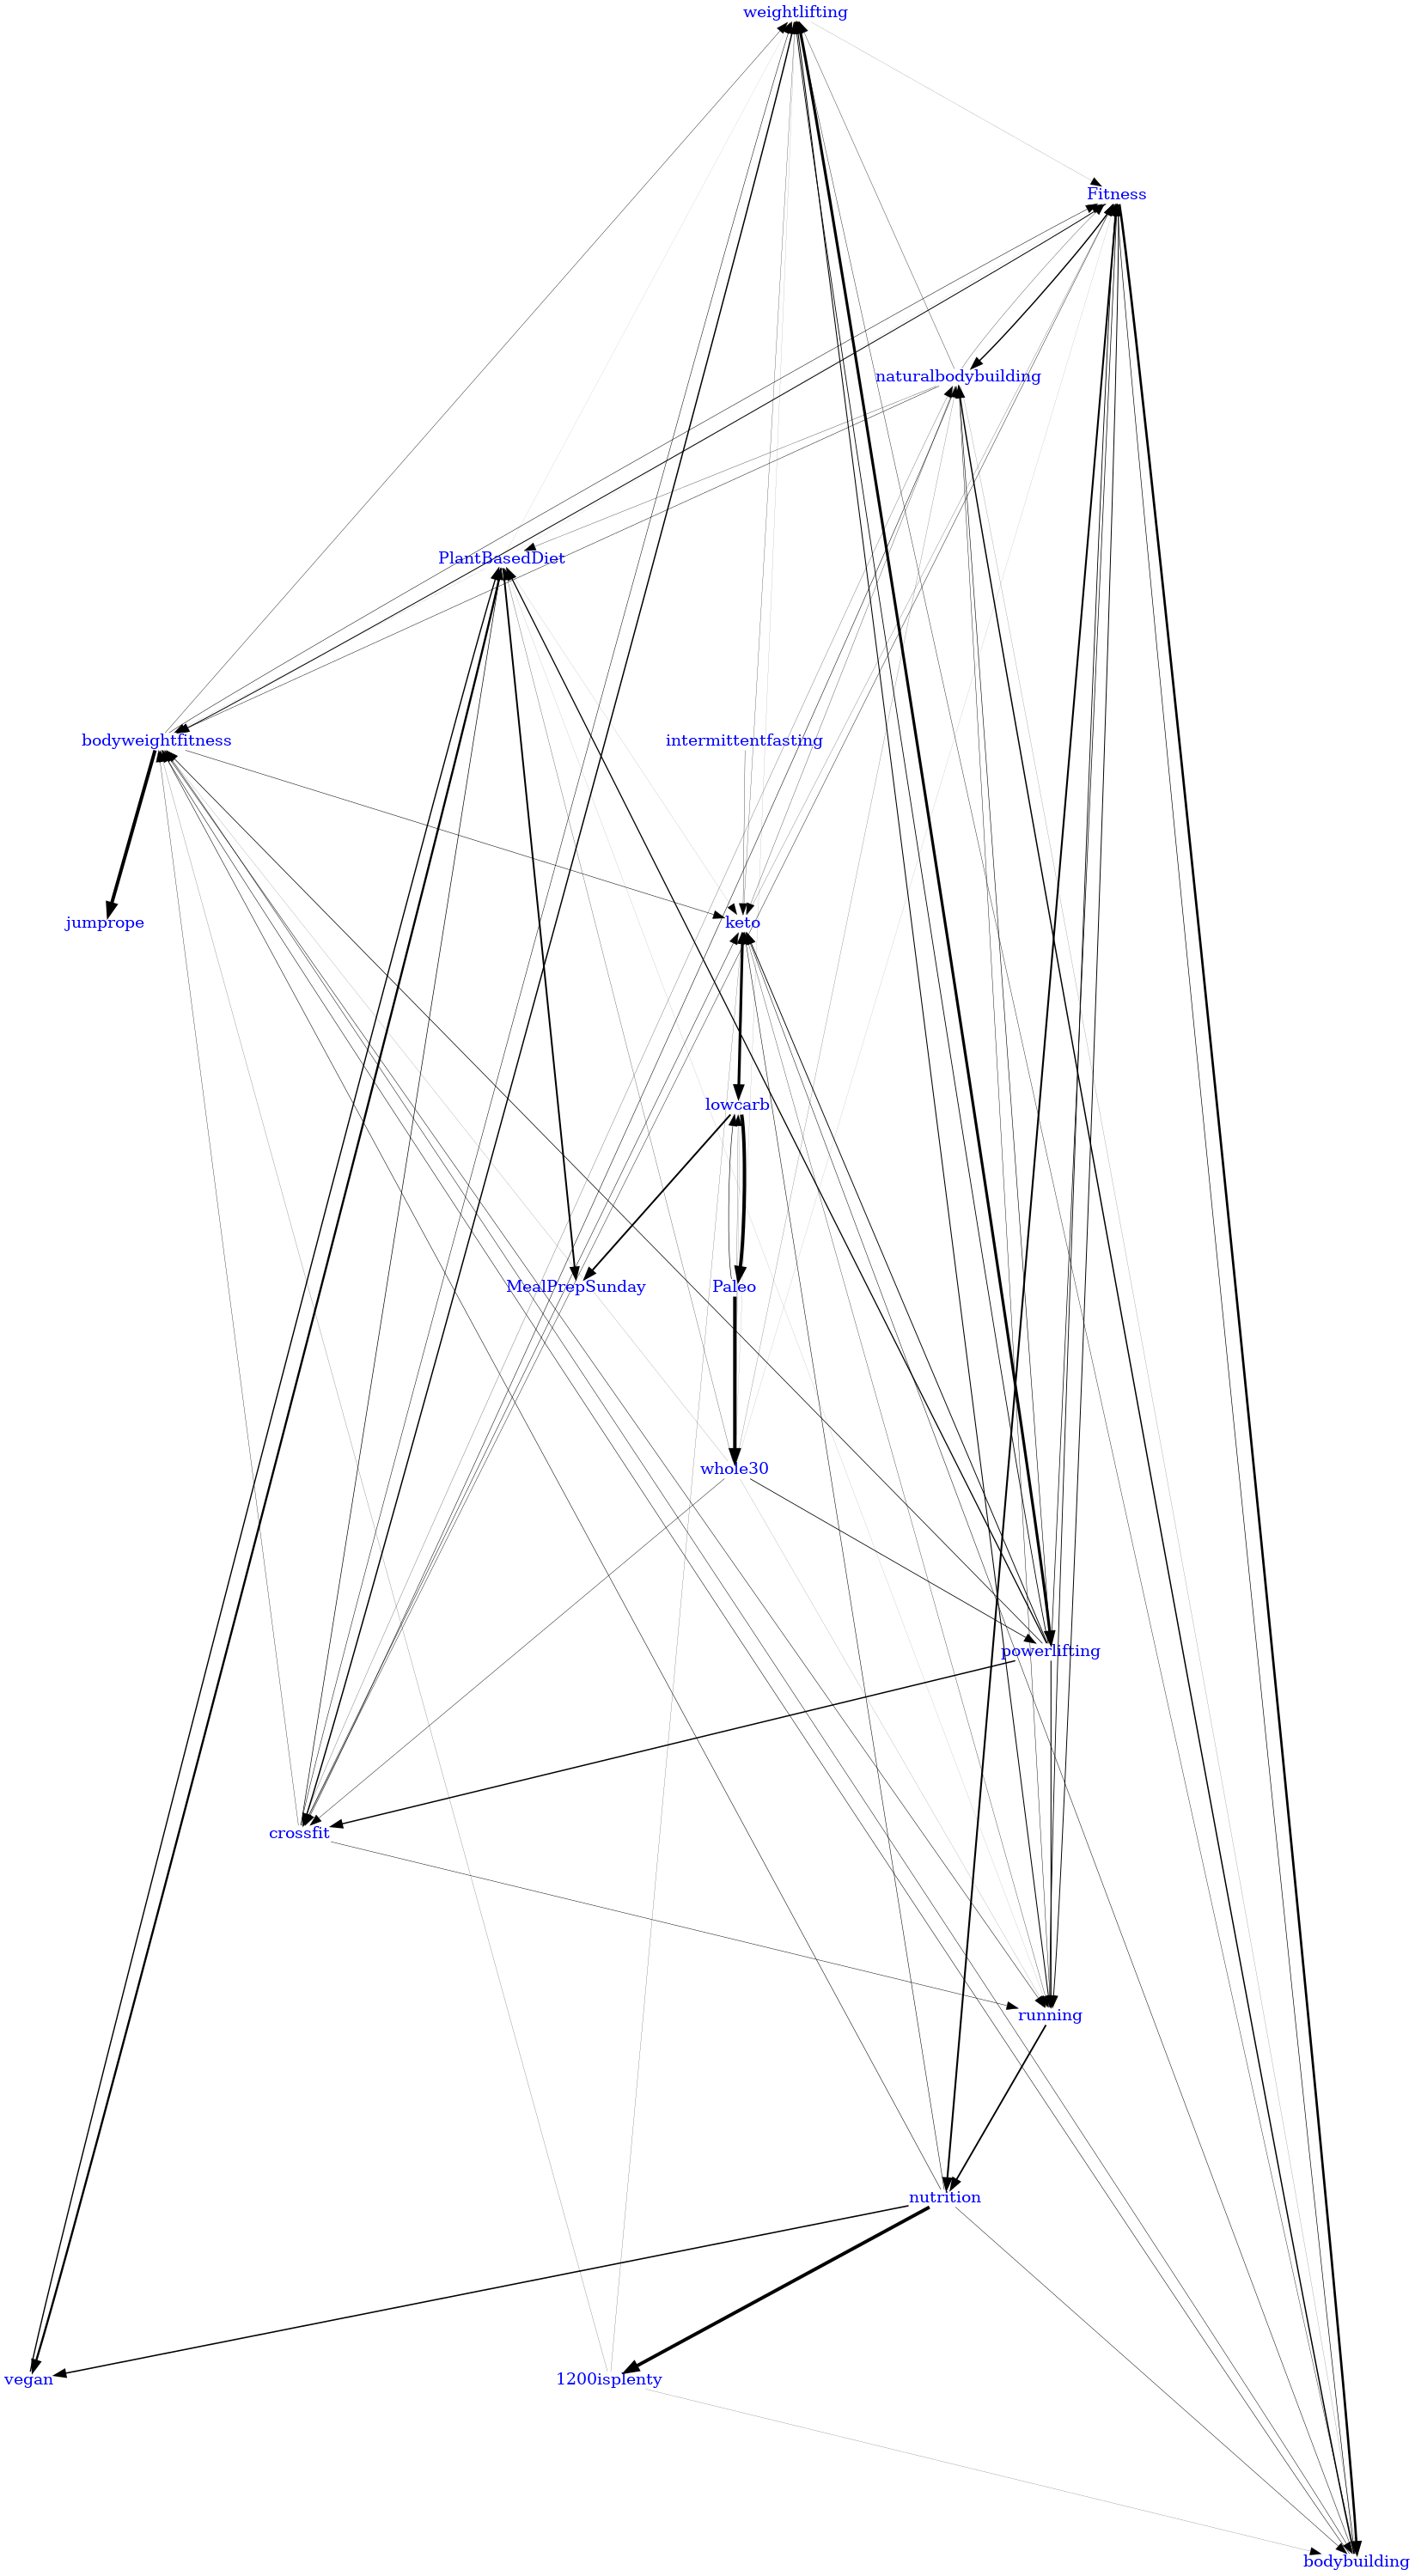 weightlifting
Fitness
naturalbodybuilding
PlantBasedDiet
bodyweightfitness
intermittentfasting
jumprope
keto
lowcarb
MealPrepSunday
Paleo
whole30
powerlifting
crossfit
running
nutrition
vegan
1200isplenty
bodybuilding